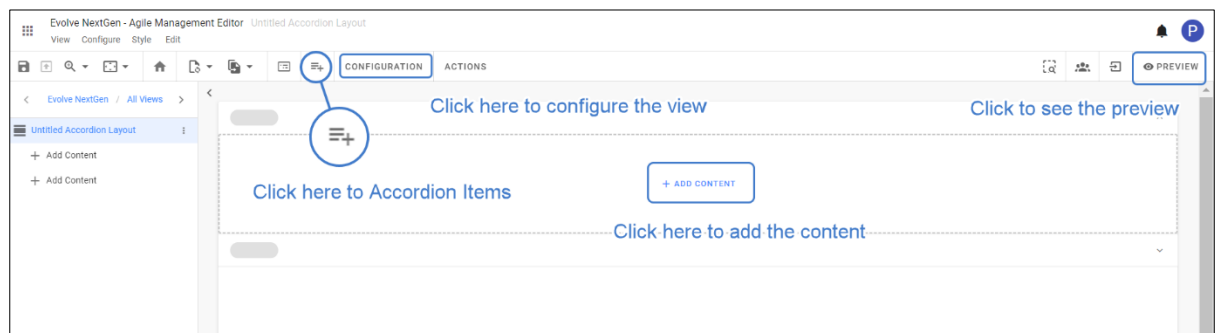 Evolve NextGen - Agile Management Editor Untitled Accordion Layout
View Configure Style Edit
P
CONFIGURATION ACTIONS PREVIEW
Evolve NextGen / All Views
Click here to configure the view
Click to see the preview
Untitled Accordion Layout
+ Add Content
+ Add Content
Click here to Accordion Items
+ ADD CONTENT
Click here to add the content